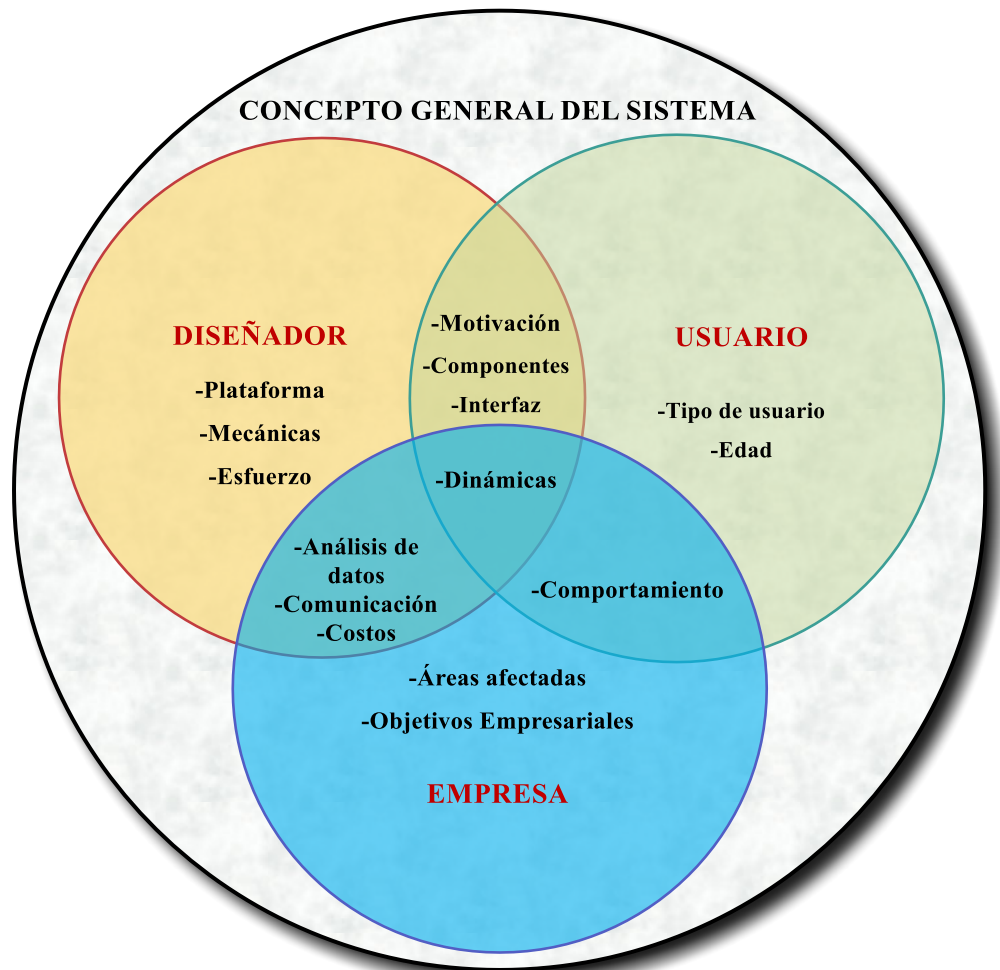 CONCEPTO GENERAL DEL SISTEMA
DISEÑADOR
-Plataforma
-Mecánicas
-Esfuerzo
-Motivación
-Componentes
-Interfaz
USUARIO
-Tipo de usuario
-Edad
-Dinámicas
-Análisis de
datos
-Comunicación
-Costos
-Comportamiento
-Áreas afectadas
-Objetivos Empresariales
EMPRESA